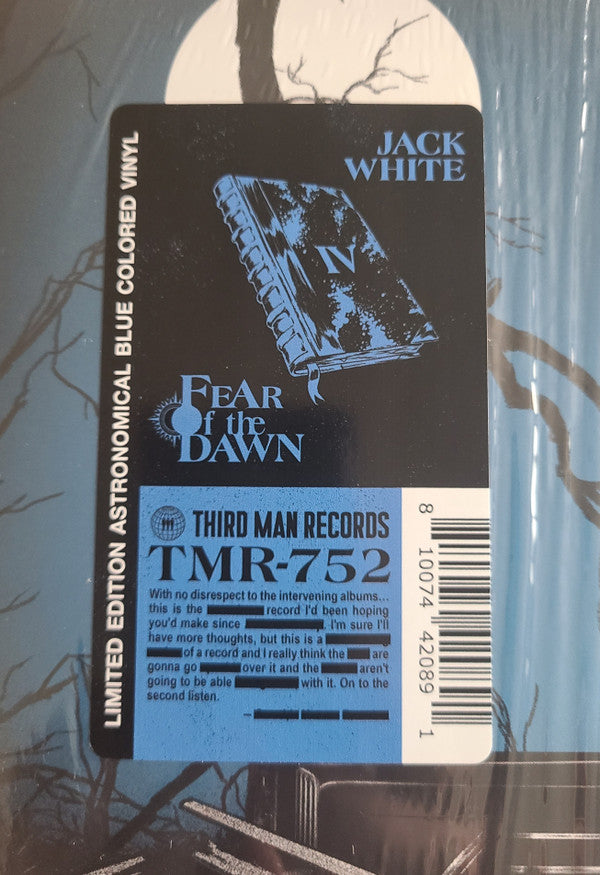 LIMITED EDITION ASTRONOMICAL BLUE COLORED VINYL
JACK
WHITE
IV
FEAR
of the
DAWN
THIRD MAN RECORDS
TMR-752
With no disrespect to the intervening albums...
this is the record I'd been hoping
you'd make since . I'm sure I'll
have more thoughts, but this is a
of a record and I really think the are
gonna go over it and the aren't
going to be able with it. On to the
second listen.
–
8 10074 42089 1